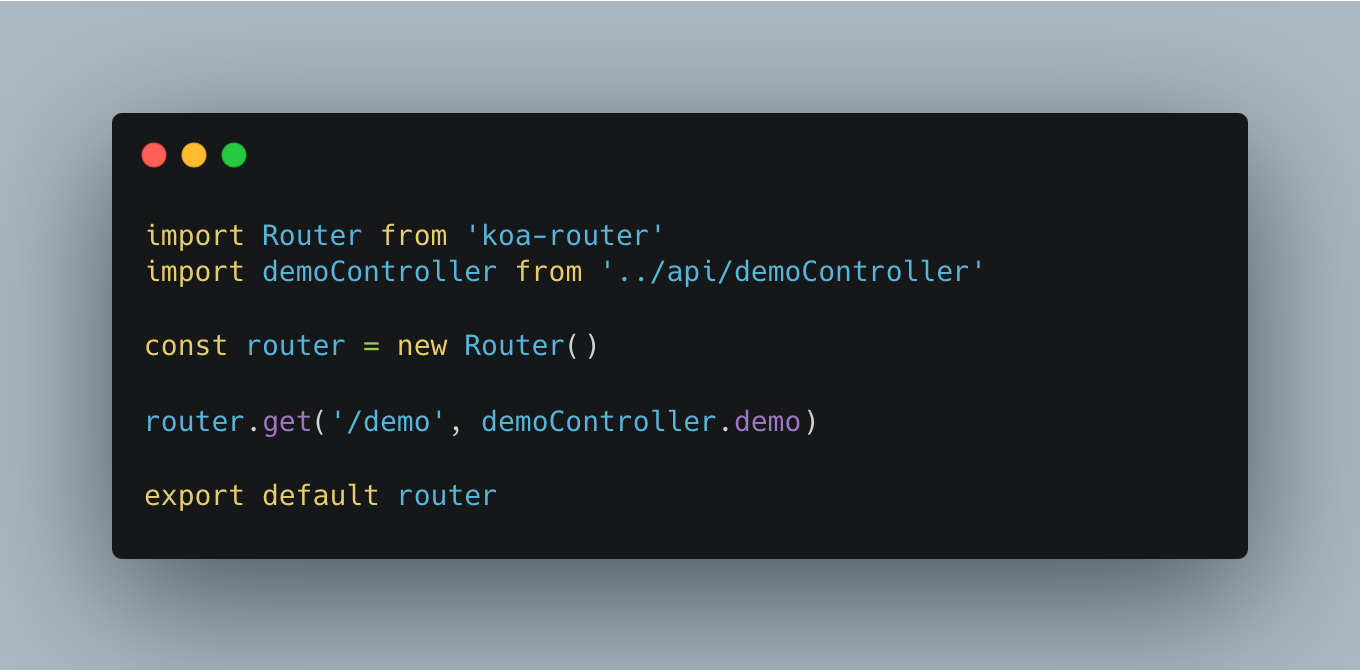 import Router from 'koa-router'
import demoController from '../api/demoController'
const router = new Router()
router.get('/demo', demoController.demo)
export default router